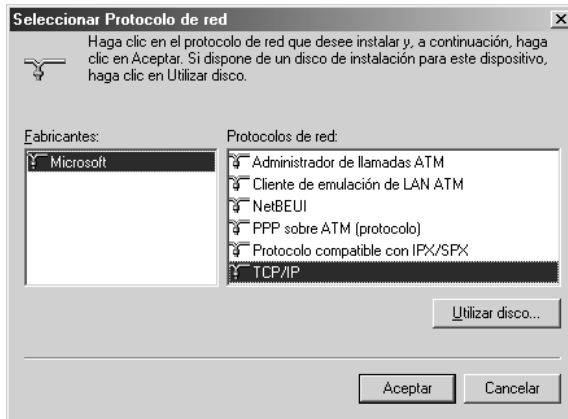 Seleccionar Protocolo de red
Haga clic en el protocolo de red que desee instalar y, a continuación, haga
clic en Aceptar. Si dispone de un disco de instalación para este dispositivo,
haga clic en Utilizar disco.
Fabricantes:
Microsoft
Protocolos de red:
Administrador de llamadas ATM
Cliente de emulación de LAN ATM
NetBEUI
PPP sobre ATM (protocolo)
Protocolo compatible con IPX/SPX
TCP/IP
Utilizar disco...
Aceptar
Cancelar